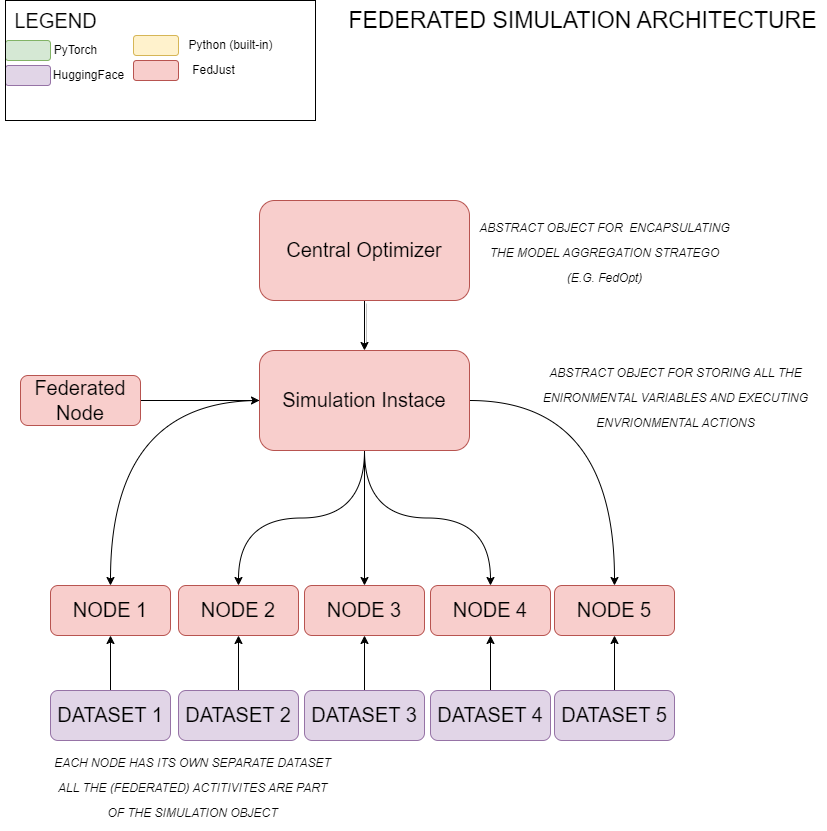 LEGEND
FEDERATED SIMULATION ARCHITECTURE
PyTorch
Python (built-in)
HuggingFace
FedJust
Central Optimizer
ABSTRACT OBJECT FOR ENCAPSULATING
THE MODEL AGGREGATION STRATEGO
(E.G. FedOpt)
Federated
Node
Simulation Instace
ABSTRACT OBJECT FOR STORING ALL THE
ENIRONMENTAL VARIABLES AND EXECUTING
ENVRIONMENTAL ACTIONS
NODE 1
NODE 2
NODE 3
NODE 4
NODE 5
DATASET 1
DATASET 2
DATASET 3
DATASET 4
DATASET 5
EACH NODE HAS ITS OWN SEPARATE DATASET
ALL THE (FEDERATED) ACTITIVITES ARE PART
OF THE SIMULATION OBJECT